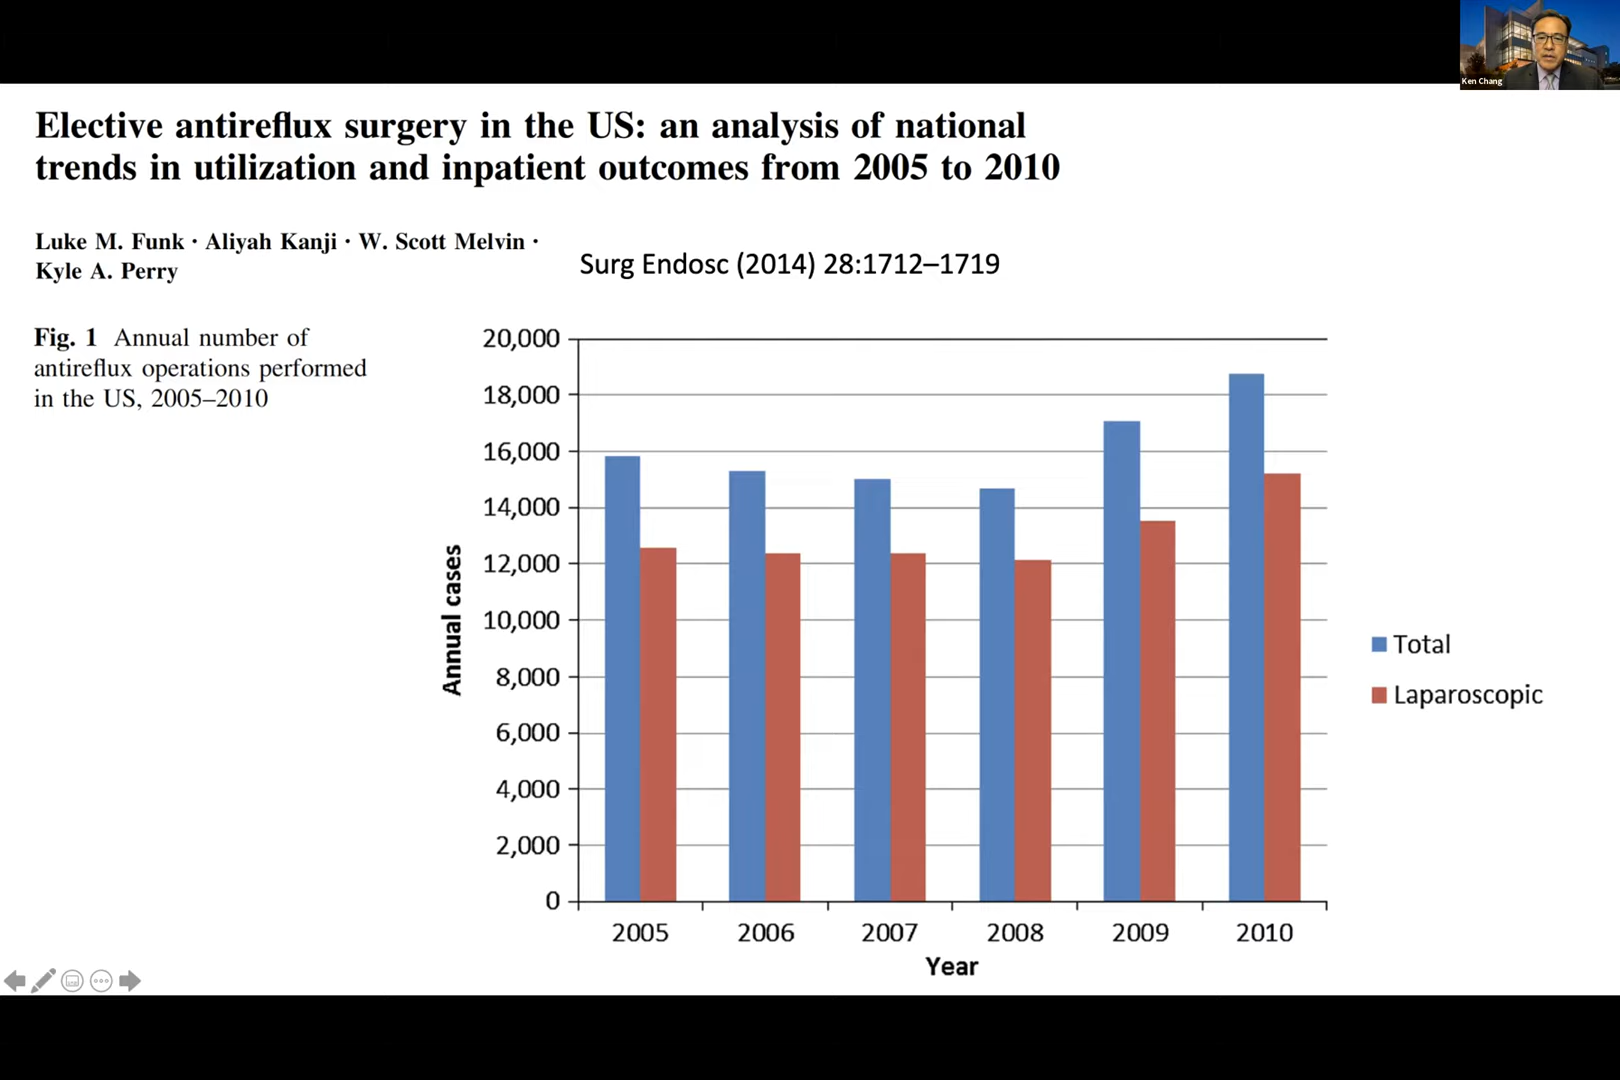 Ken Chang
Elective antireflux surgery in the US: an analysis of national
trends in utilization and inpatient outcomes from 2005 to 2010
Luke M. Funk · Aliyah Kanji · W. Scott Melvin ·
Kyle A. Perry
Surg Endosc (2014) 28:1712–1719
Fig. 1 Annual number of
antireflux operations performed
in the US, 2005–2010
20,000
18,000
16,000
14,000
12,000
10,000
8,000
6,000
4,000
2,000
0
Annual cases
2005 2006 2007 2008 2009 2010
Year
Total
Laparoscopic